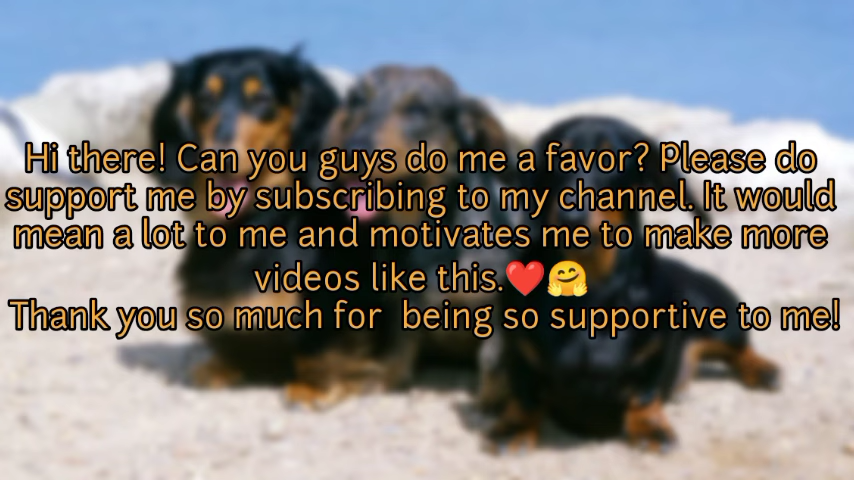 Hi there! Can you guys do me a favor? Please do
support me by subscribing to my channel. It would
mean a lot to me and motivates me to make more
videos like this.❤️🤗
Thank you so much for  being so supportive to me!